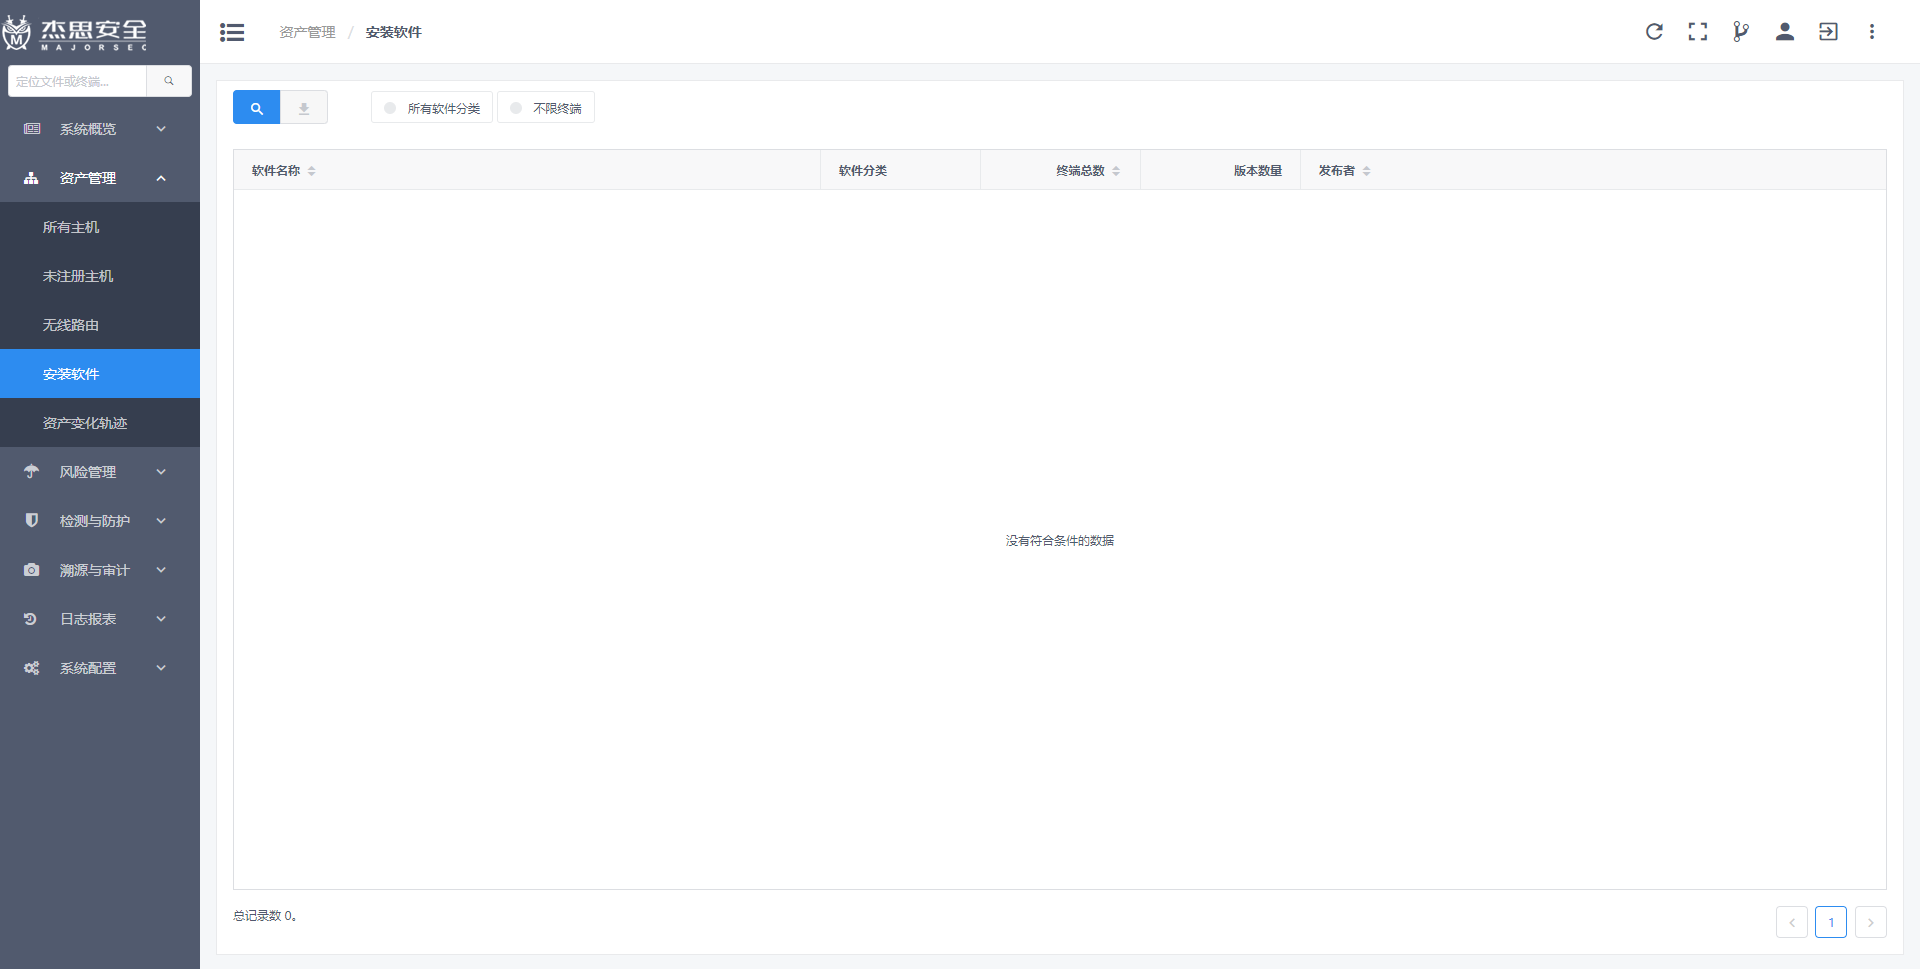 杰思安全
MAJORSEC
定位文件或终端...
系统概览
资产管理
所有主机
未注册主机
无线路由
安装软件
资产变化轨迹
风险管理
检测与防护
溯源与审计
日志报表
系统配置
资产管理 / 安装软件
所有软件分类 不限终端
软件名称 软件分类 终端总数 版本数量 发布者
没有符合条件的数据
总记录数 0。
1